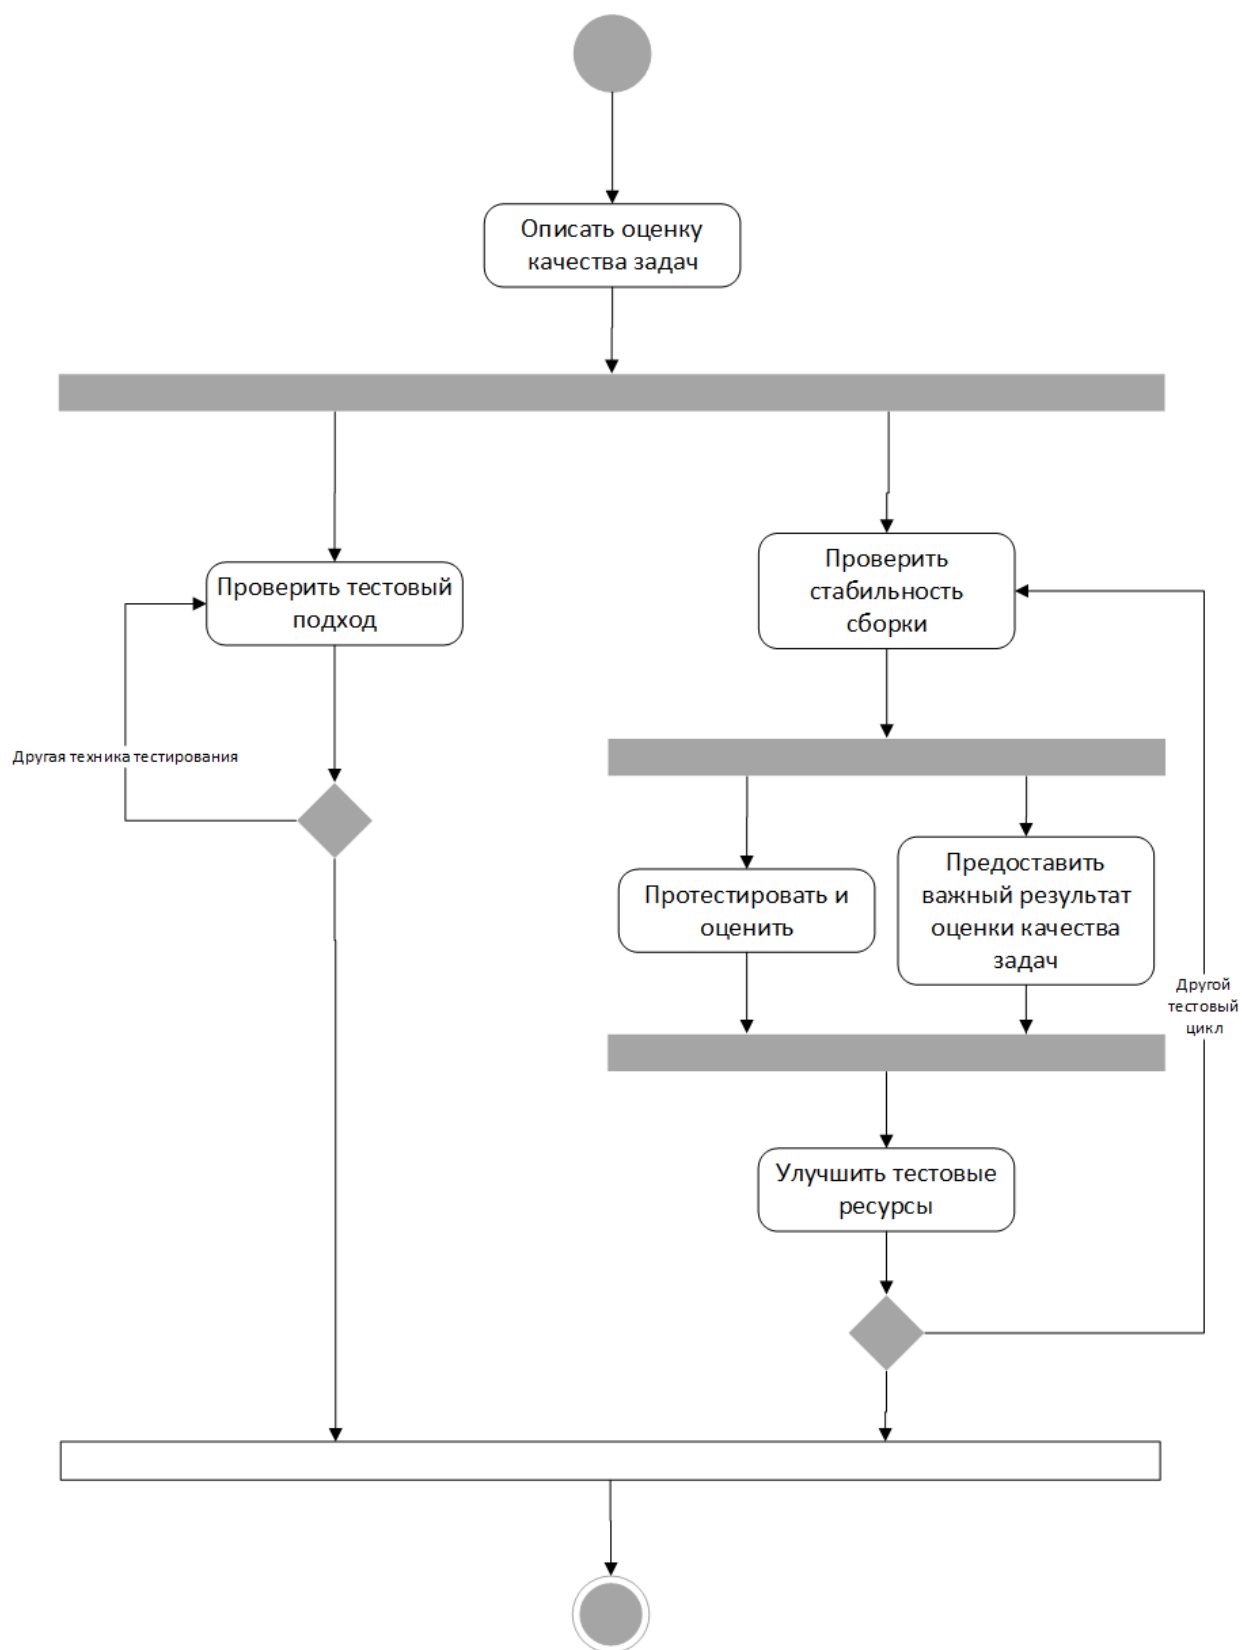 Описать оценку
качества задач
Проверить тестовый
подход
Другая техника тестирования
Проверить
стабильность
сборки
Протестировать и
оценить
Предоставить
важный результат
оценки качества
задач
Другой
тестовый
цикл
Улучшить тестовые
ресурсы